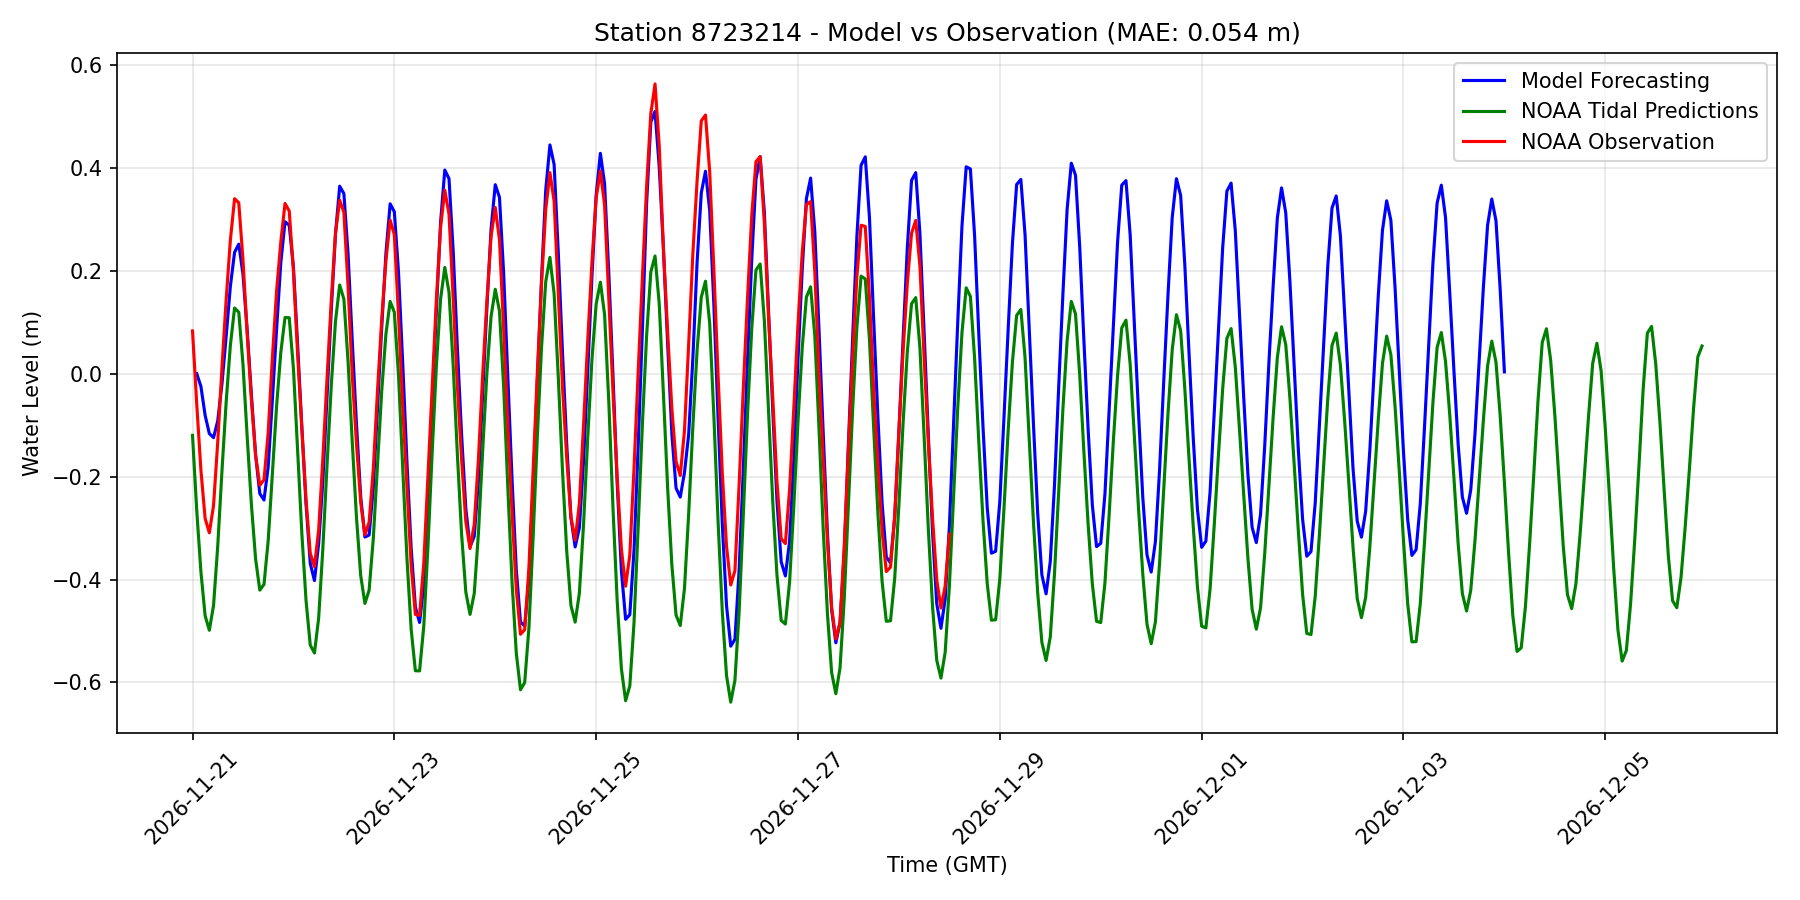 Station 8723214 - Model vs Observation (MAE: 0.054 m)
Model Forecasting
NOAA Tidal Predictions
NOAA Observation
Water Level (m)
0.6
0.4
0.2
0.0
−0.2
−0.4
−0.6
2026-11-21
2026-11-23
2026-11-25
2026-11-27
2026-11-29
2026-12-01
2026-12-03
2026-12-05
Time (GMT)